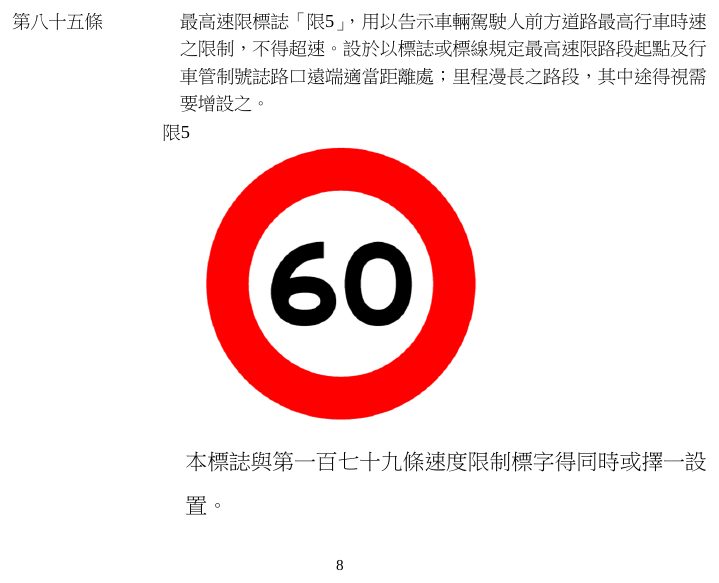 第八十五條 最高速限標誌「限5」，用以告示車輛駕駛人前方道路最高行車時速
之限制，不得超速。設於以標誌或標線規定最高速限路段起點及行
車管制號誌路口遠端適當距離處；里程漫長之路段，其中途得視需
要增設之。
限5
60
本標誌與第一百七十九條速度限制標字得同時或擇一設
置。
8